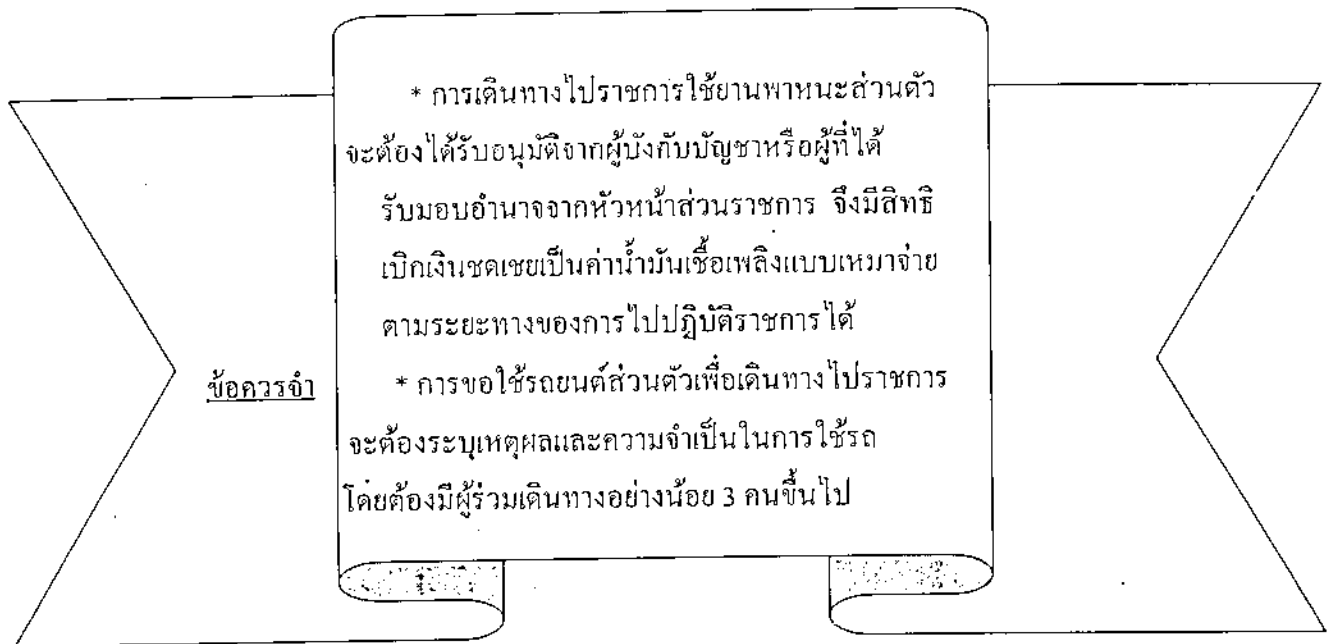 * การเดินทางไปราชการใช้ยานพาหนะส่วนตัว
จะต้องได้รับอนุมัติจากผู้บังกับบัญชาหรือผู้ที่ได้
รับมอบอำนาจจากหัวหน้าส่วนราชการ จึงมีสิทธิ
เบิกเงินชดเชยเป็นค่าน้ำมันเชื้อเพลิงแบบเหมาจ่าย
ตามระยะทางของการไปปฏิบัติราชการได้
ข้อควรจำ
* การขอใช้รถยนต์ส่วนตัวเพื่อเดินทางไปราชการ
จะต้องระบุเหตุผลและความจำเป็นในการใช้รถ
โดยต้องมีผู้ร่วมเดินทางอย่างน้อย 3 คนขึ้นไป